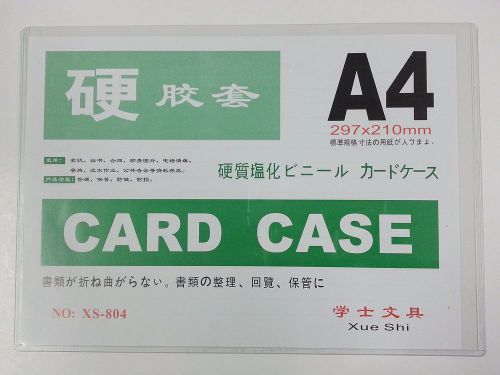 硬 胶套
A4
297x210mm
標準規格寸法の用紙が入りまよ.
硬質塩化ビニール カードケース
CARD CASE
書類が折ね曲がらない。書類の整理、回覽、保管に
NO: XS-804
学士文具
Xue Shi